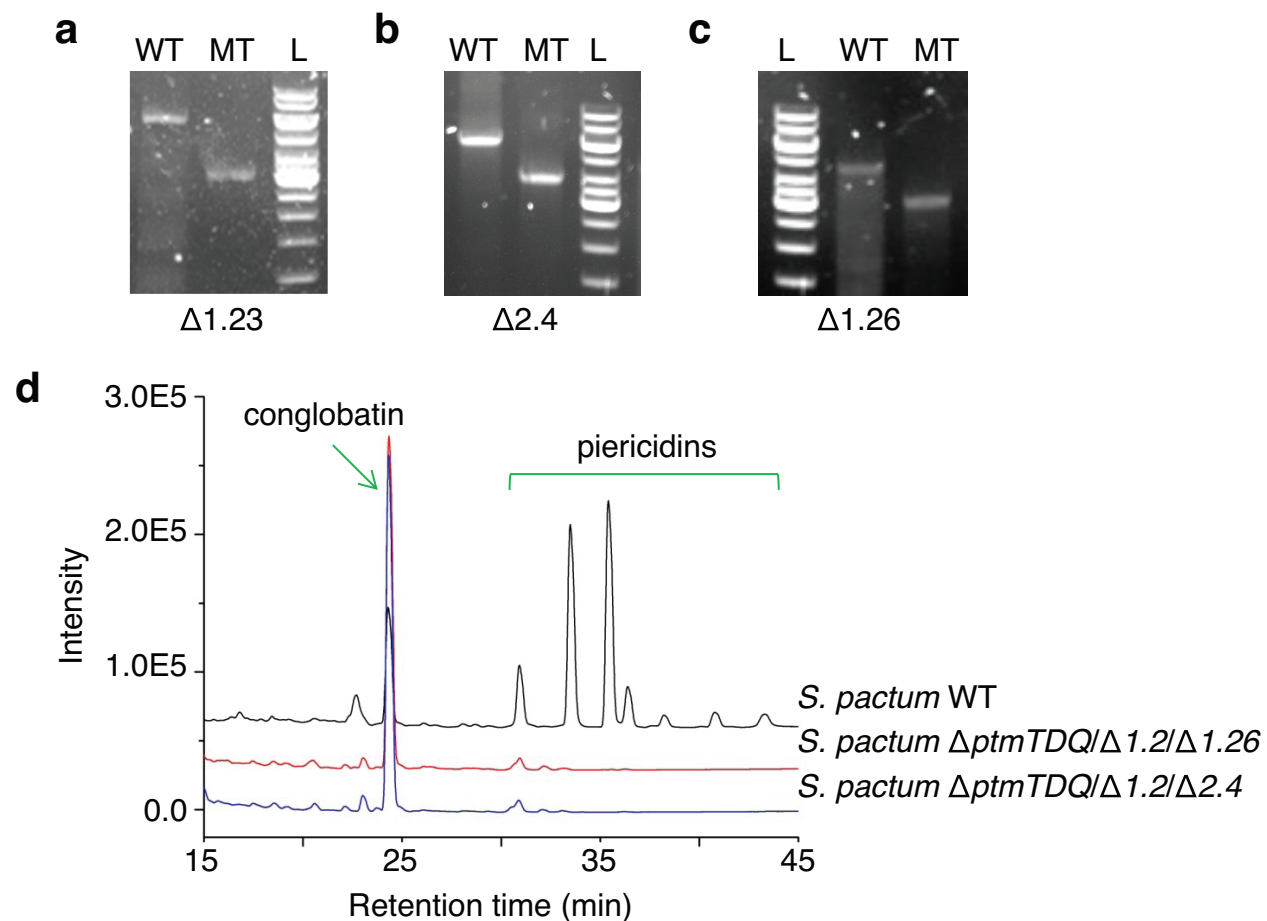 a
WT MT L
Δ1.23
b
WT MT L
Δ2.4
c
L WT MT
Δ1.26
d
3.0E5
2.0E5
1.0E5
0.0
Intensity
conglobatin
piericidins
S. pactum WT
S. pactum ΔptmTDQ/Δ1.2/Δ1.26
S. pactum ΔptmTDQ/Δ1.2/Δ2.4
15 25 35 45
Retention time (min)